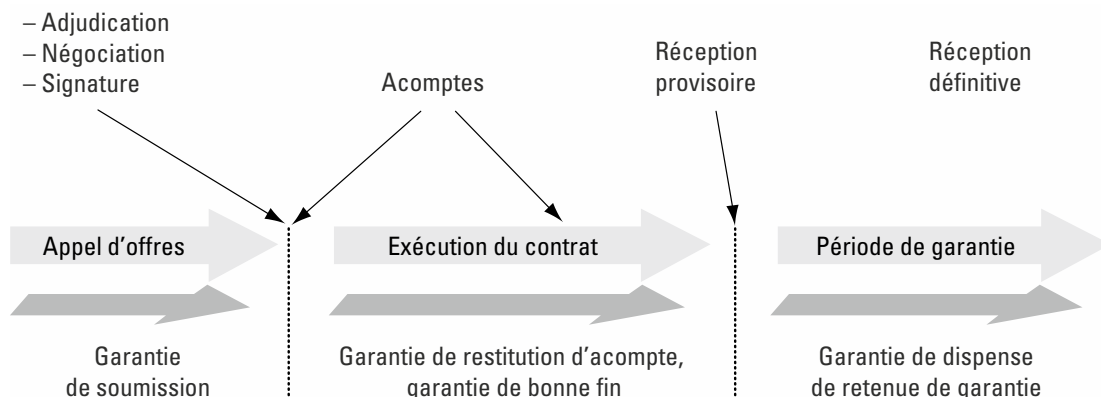 – Adjudication
– Négociation
– Signature
Acomptes
Réception
provisoire
Réception
définitive
Appel d’offres
Exécution du contrat
Période de garantie
Garantie
de soumission
Garantie de restitution d’acompte,
garantie de bonne fin
Garantie de dispense
de retenue de garantie